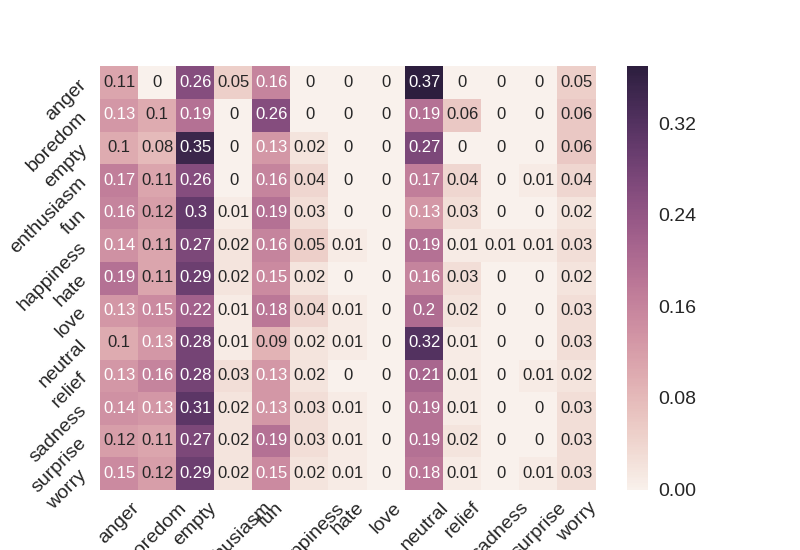 anger 0.11 0 0.26 0.05 0.16 0 0 0 0.37 0 0 0 0.05
boredom 0.13 0.1 0.19 0 0.26 0 0 0 0.19 0.06 0 0 0.06
empty 0.1 0.08 0.35 0 0.13 0.02 0 0 0.27 0 0 0 0.06
enthusiasm 0.17 0.11 0.26 0 0.16 0.04 0 0 0.17 0.04 0 0.01 0.04
fun 0.16 0.12 0.3 0.01 0.19 0.03 0 0 0.13 0.03 0 0 0.02
happiness 0.14 0.11 0.27 0.02 0.16 0.05 0.01 0 0.19 0.01 0.01 0.01 0.03
hate 0.19 0.11 0.29 0.02 0.15 0.02 0 0 0.16 0.03 0 0 0.02
love 0.13 0.15 0.22 0.01 0.18 0.04 0.01 0 0.2 0.02 0 0 0.03
neutral 0.1 0.13 0.28 0.01 0.09 0.02 0.01 0 0.32 0.01 0 0 0.03
relief 0.13 0.16 0.28 0.03 0.13 0.02 0 0 0.21 0.01 0 0.01 0.02
sadness 0.14 0.13 0.31 0.02 0.13 0.03 0.01 0 0.19 0.01 0 0 0.03
surprise 0.12 0.11 0.27 0.02 0.19 0.03 0.01 0 0.19 0.02 0 0 0.03
worry 0.15 0.12 0.29 0.02 0.15 0.02 0.01 0 0.18 0.01 0 0.01 0.03
anger oredom empty husiasm fun ppiness hate love neutral relief adness surprise worry
0.32
0.24
0.16
0.08
0.00